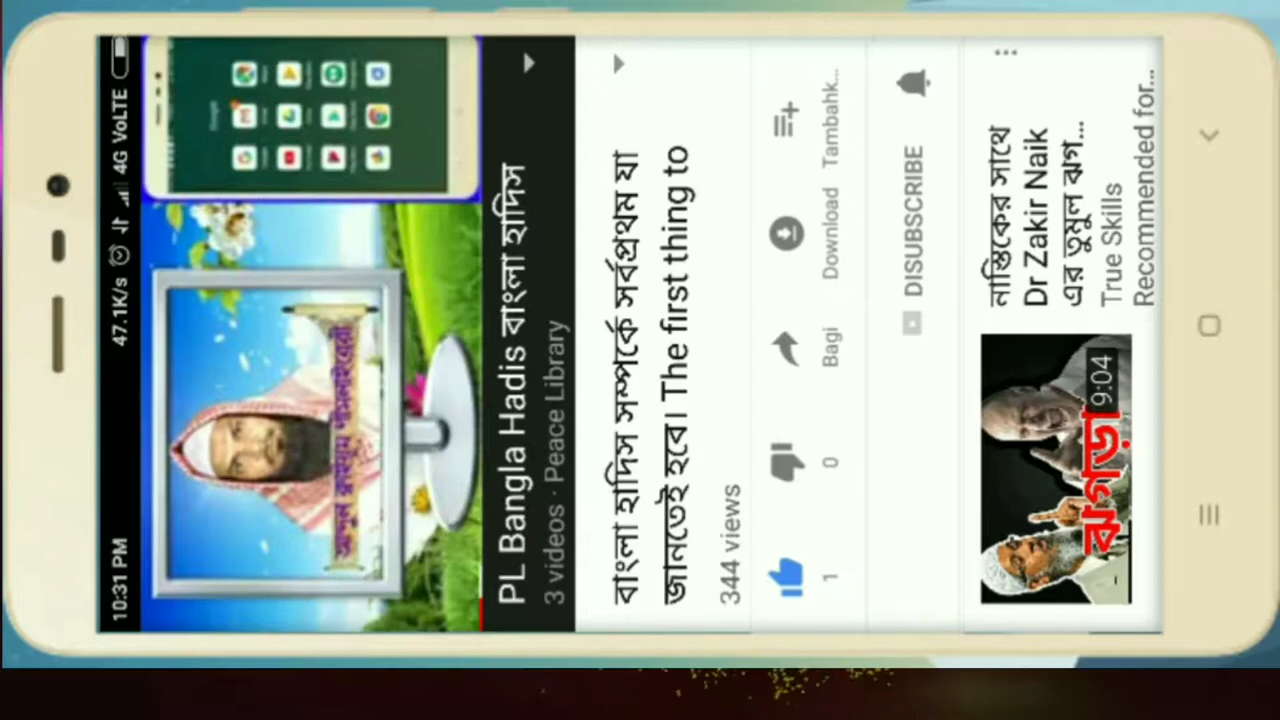 10:31 PM
47.1K/s
4G VoLTE
Google
PL Bangla Hadis বাংলা হাদিস
3 videos · Peace Library
বাংলা হাদিস সম্পর্কে সর্বপ্রথম যা
জানতেই হবে। The first thing to
344 views
1
0
Bagi
Download
Tambahk...
DISUBSCRIBE
নাস্তিকের সাথে
Dr Zakir Naik
এর তুমুল ঝগ...
True Skills
Recommended for...
ঝগড়া
9:04